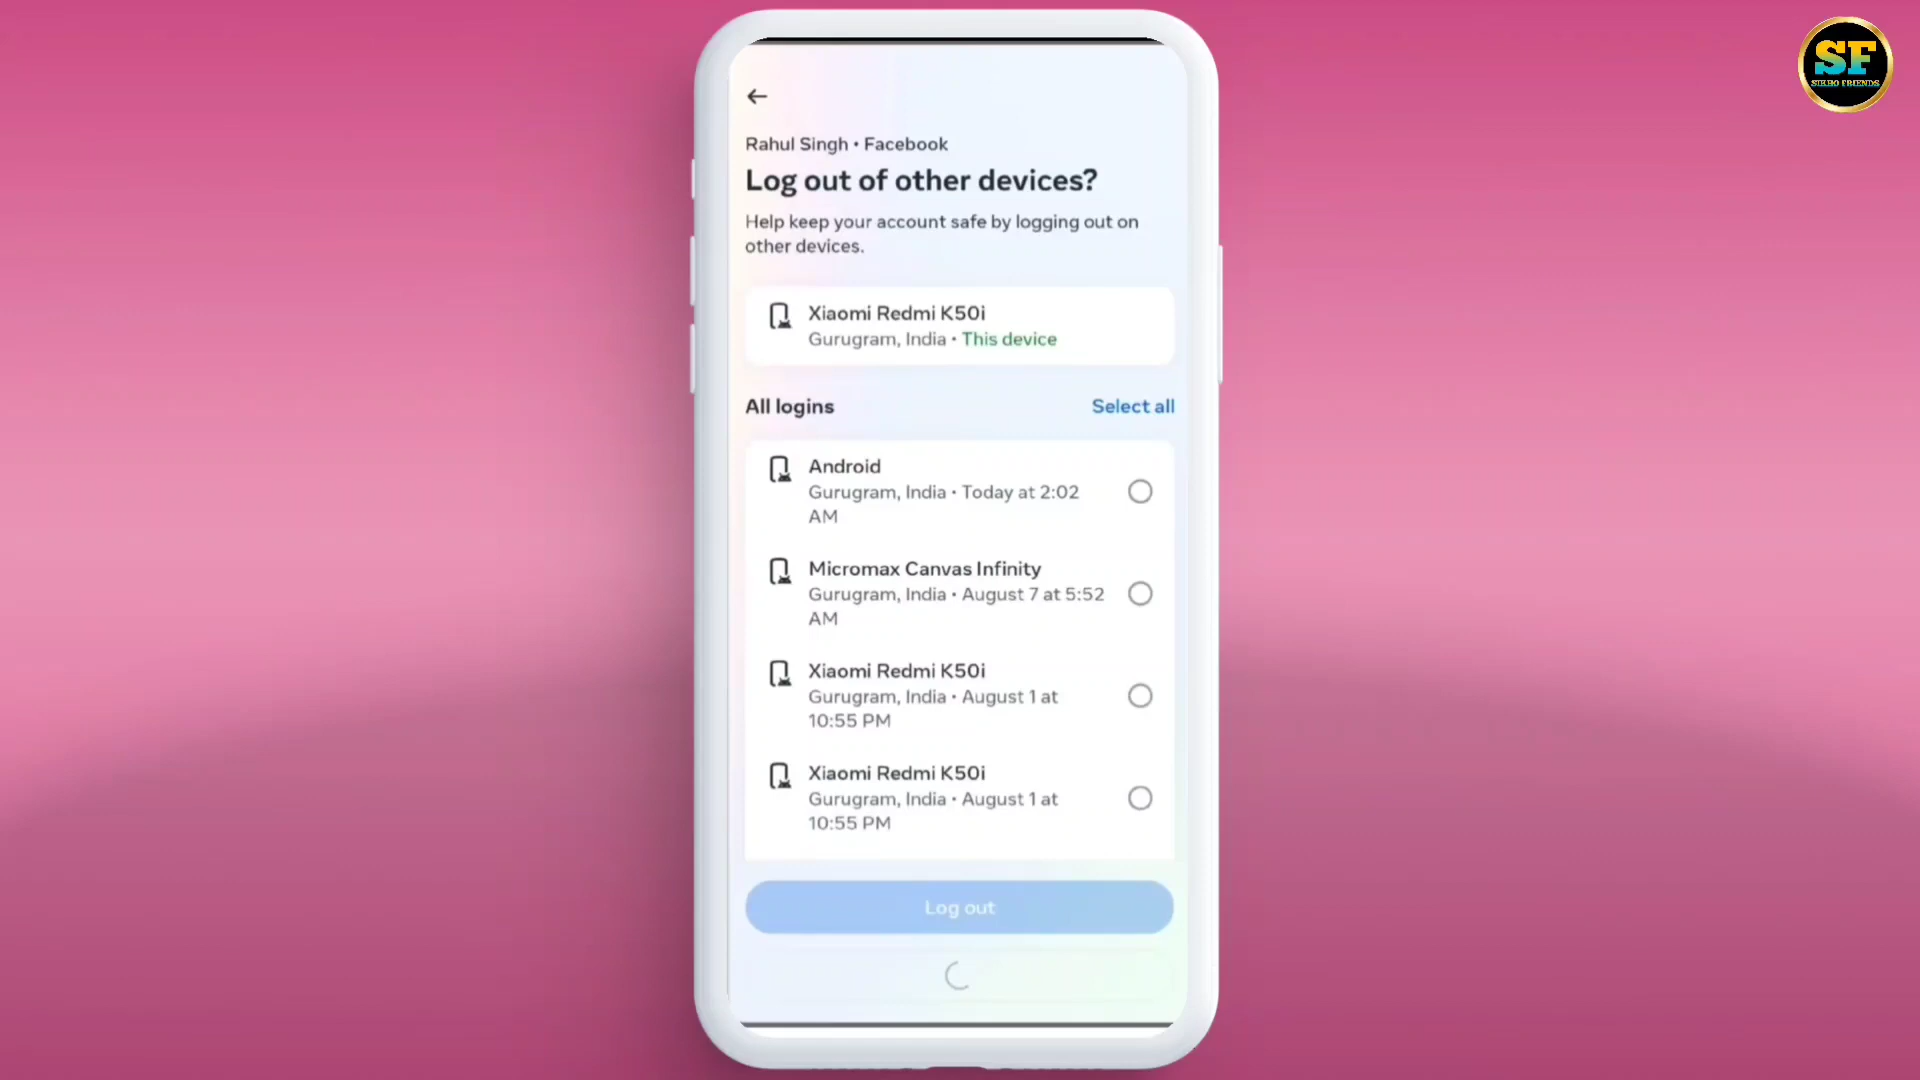 SF
SIKHO FRIENDS
Rahul Singh • Facebook
Log out of other devices?
Help keep your account safe by logging out on
other devices.
Xiaomi Redmi K50i
Gurugram, India • This device
All logins
Select all
Android
Gurugram, India • Today at 2:02
AM
Micromax Canvas Infinity
Gurugram, India • August 7 at 5:52
AM
Xiaomi Redmi K50i
Gurugram, India • August 1 at
10:55 PM
Xiaomi Redmi K50i
Gurugram, India • August 1 at
10:55 PM
Log out